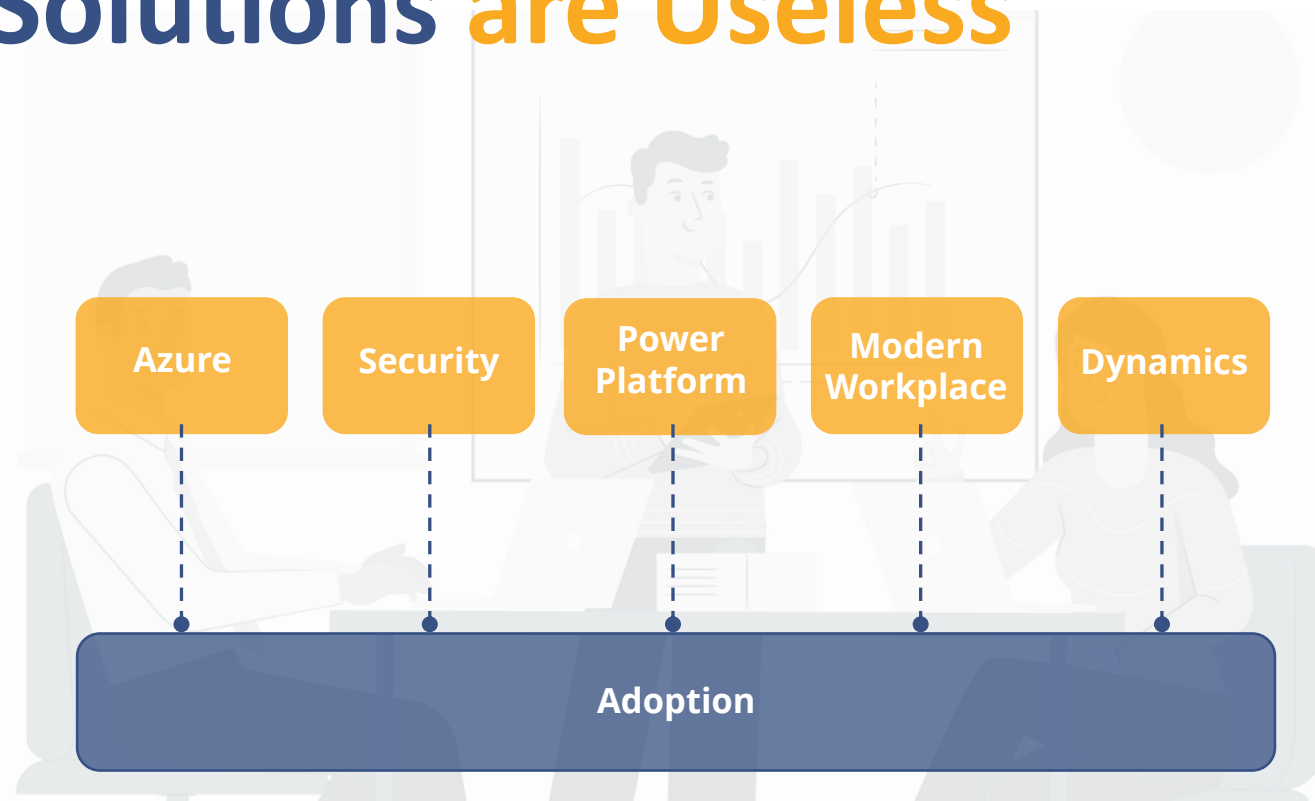 Solutions are Useless
Azure
Security
Power
Platform
Modern
Workplace
Dynamics
Adoption